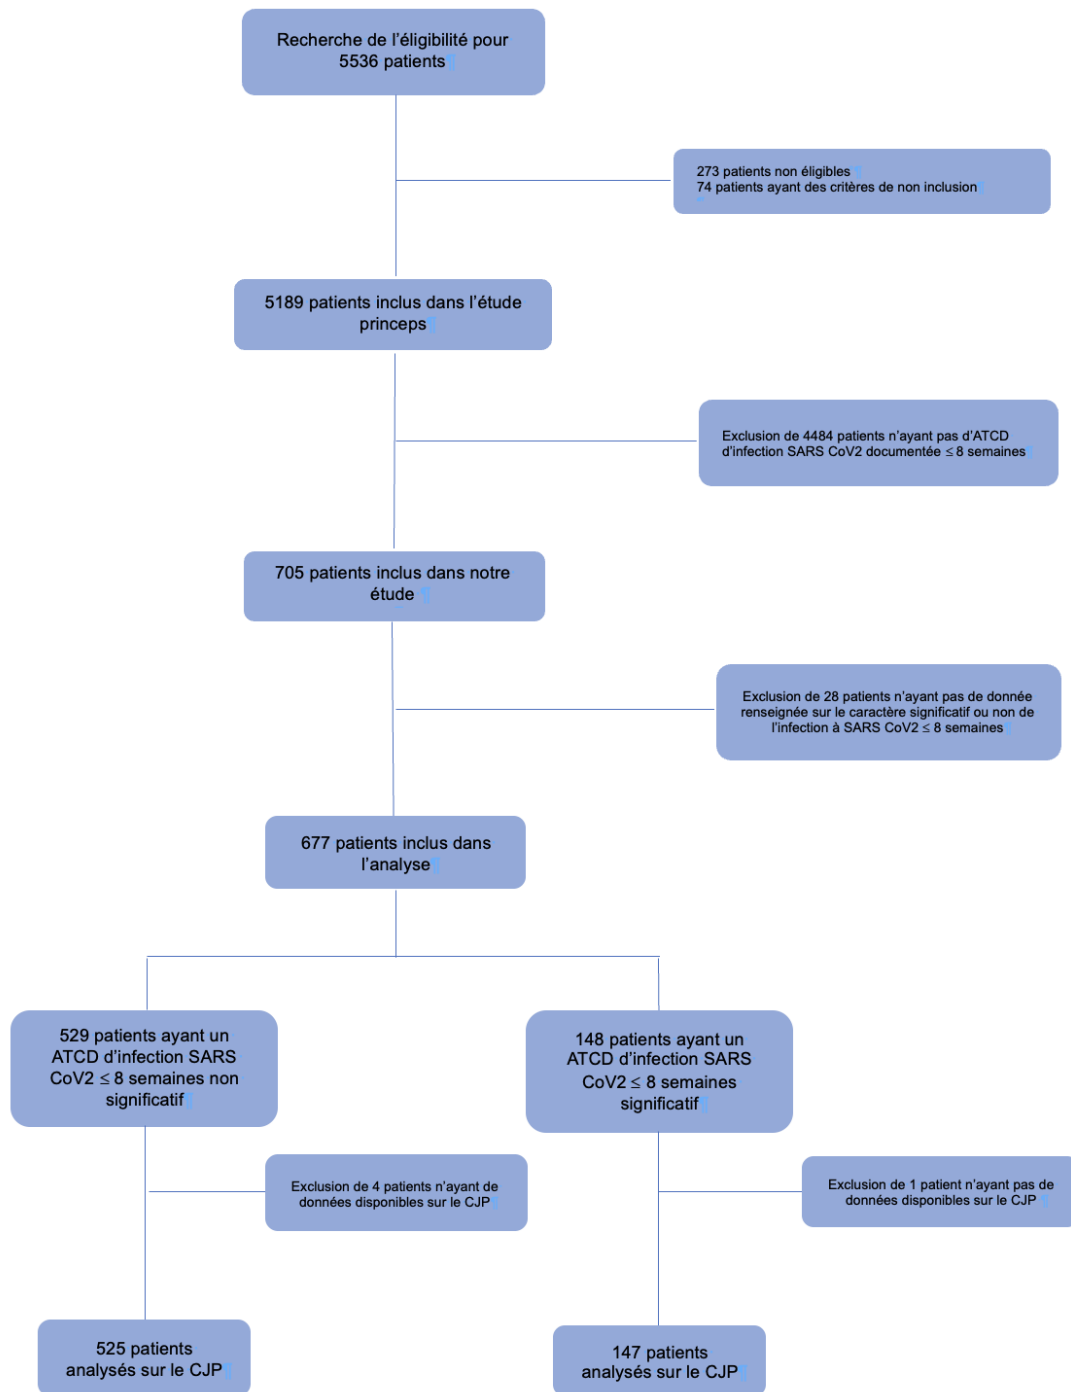 Recherche de l'éligibilité pour
5536 patients¶
273 patients non éligibles¶
74 patients ayant des critères de non inclusion¶
5189 patients inclus dans l'étude
princeps¶
Exclusion de 4484 patients n'ayant pas d'ATCD
d'infection SARS CoV2 documentée ≤ 8 semaines¶
705 patients inclus dans notre
étude ¶
Exclusion de 28 patients n'ayant pas de donnée
renseignée sur le caractère significatif ou non de
l'infection à SARS CoV2 ≤ 8 semaines¶
677 patients inclus dans
l'analyse¶
529 patients ayant un
ATCD d'infection SARS
CoV2 ≤ 8 semaines non
significatif¶
148 patients ayant un
ATCD d'infection SARS
CoV2 ≤ 8 semaines
significatif¶
Exclusion de 4 patients n'ayant de
données disponibles sur le CJP¶
Exclusion de 1 patient n'ayant pas de
données disponibles sur le CJP ¶
525 patients
analysés sur le CJP¶
147 patients
analysés sur le CJP¶